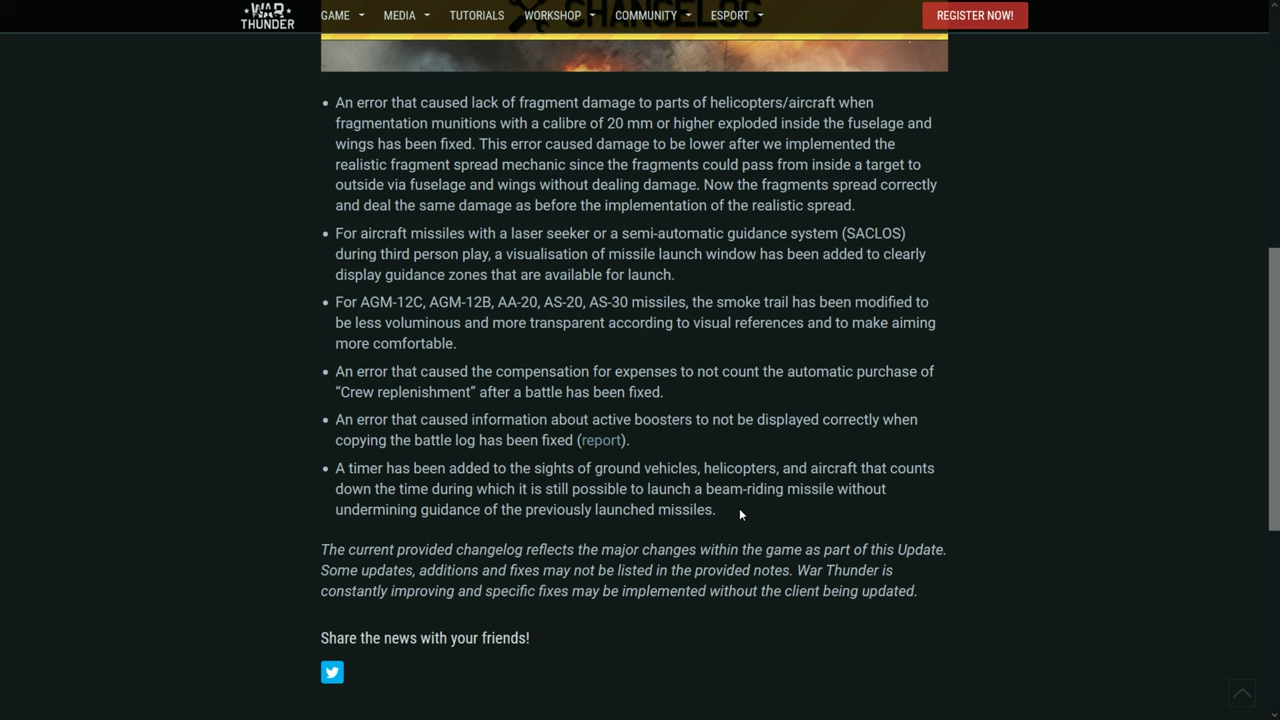 WAR THUNDER
GAME MEDIA TUTORIALS WORKSHOP COMMUNITY ESPORT REGISTER NOW!
CHANGELOG
• An error that caused lack of fragment damage to parts of helicopters/aircraft when
fragmentation munitions with a calibre of 20 mm or higher exploded inside the fuselage and
wings has been fixed. This error caused damage to be lower after we implemented the
realistic fragment spread mechanic since the fragments could pass from inside a target to
outside via fuselage and wings without dealing damage. Now the fragments spread correctly
and deal the same damage as before the implementation of the realistic spread.
• For aircraft missiles with a laser seeker or a semi-automatic guidance system (SACLOS)
during third person play, a visualisation of missile launch window has been added to clearly
display guidance zones that are available for launch.
• For AGM-12C, AGM-12B, AA-20, AS-20, AS-30 missiles, the smoke trail has been modified to
be less voluminous and more transparent according to visual references and to make aiming
more comfortable.
• An error that caused the compensation for expenses to not count the automatic purchase of
“Crew replenishment” after a battle has been fixed.
• An error that caused information about active boosters to not be displayed correctly when
copying the battle log has been fixed (report).
• A timer has been added to the sights of ground vehicles, helicopters, and aircraft that counts
down the time during which it is still possible to launch a beam-riding missile without
undermining guidance of the previously launched missiles.
The current provided changelog reflects the major changes within the game as part of this Update.
Some updates, additions and fixes may not be listed in the provided notes. War Thunder is
constantly improving and specific fixes may be implemented without the client being updated.
Share the news with your friends!